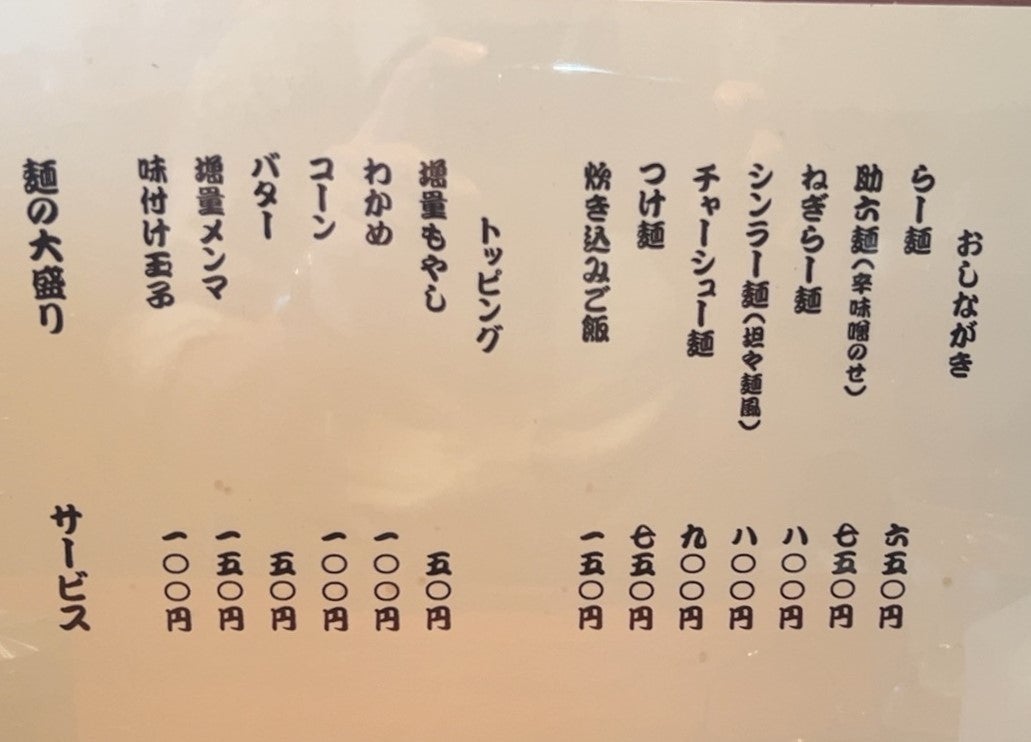 おしながき
らー麺 六五〇円
助六麺(辛味噌のせ) 七五〇円
ねぎらー麺 八〇〇円
シンラー麺(担々麺風) 八〇〇円
チャーシュー麺 九〇〇円
つけ麺 七五〇円
炊き込みご飯 一五〇円
トッピング
増量もやし 五〇円
わかめ 一〇〇円
コーン 一〇〇円
バター 五〇円
増量メンマ 一五〇円
味付け玉子 一〇〇円
麺の大盛り サービス